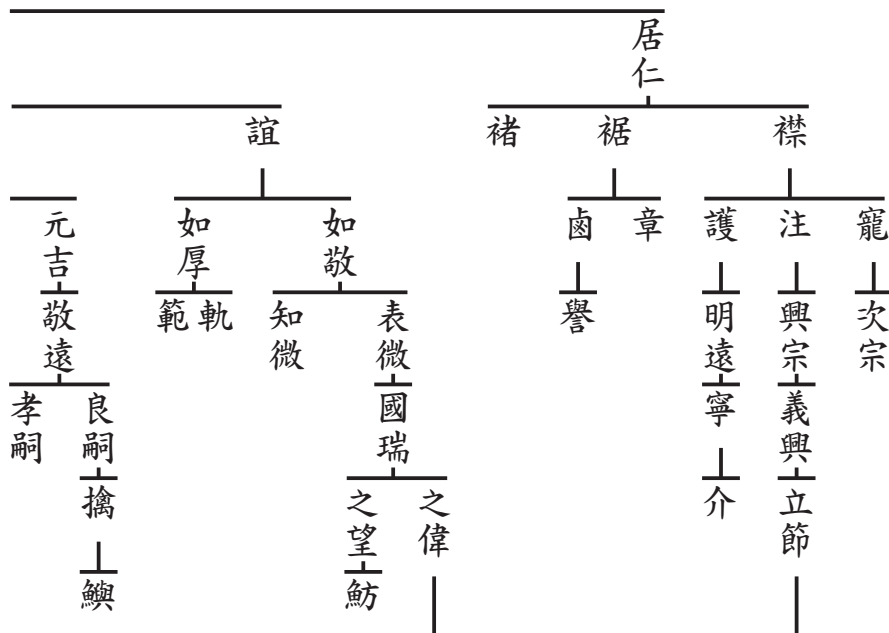 居仁
襟
裾
褚
誼
寵
注
護
章
鹵
如敬
如厚
元吉
次宗
興宗
明遠
譽
表微
知微
軌
範
敬遠
義興
寧
國瑞
良嗣
孝嗣
立節
介
之偉
之望
擒
魴
鱮